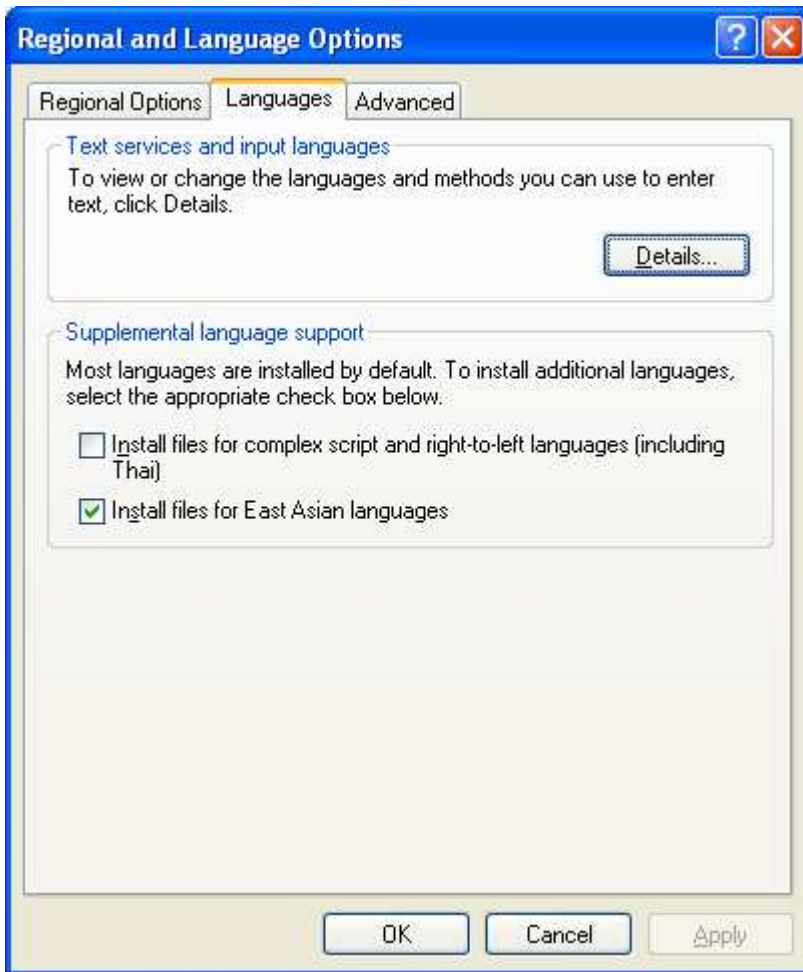 Regional and Language Options
Regional Options
Languages
Advanced
Text services and input languages
To view or change the languages and methods you can use to enter
text, click Details.
Details...
Supplemental language support
Most languages are installed by default. To install additional languages,
select the appropriate check box below.
Install files for complex script and right-to-left languages (including
Thai)
Install files for East Asian languages
OK
Cancel
Apply